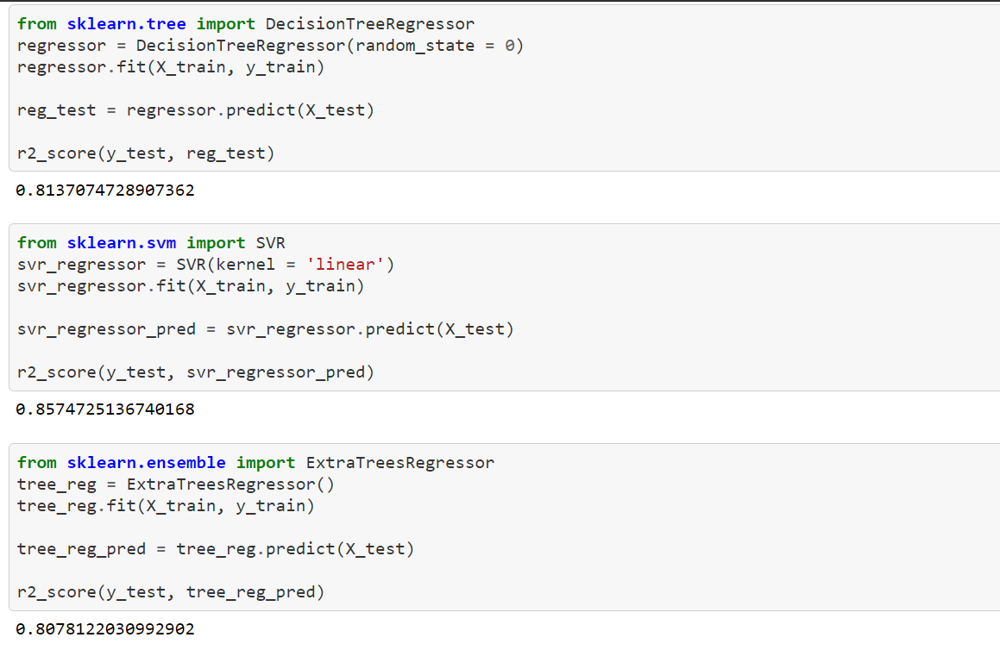 from sklearn.tree import DecisionTreeRegressor
regressor = DecisionTreeRegressor(random_state = 0)
regressor.fit(X_train, y_train)
reg_test = regressor.predict(X_test)
r2_score(y_test, reg_test)
0.8137074728907362
from sklearn.svm import SVR
svr_regressor = SVR(kernel = 'linear')
svr_regressor.fit(X_train, y_train)
svr_regressor_pred = svr_regressor.predict(X_test)
r2_score(y_test, svr_regressor_pred)
0.8574725136740168
from sklearn.ensemble import ExtraTreesRegressor
tree_reg = ExtraTreesRegressor()
tree_reg.fit(X_train, y_train)
tree_reg_pred = tree_reg.predict(X_test)
r2_score(y_test, tree_reg_pred)
0.8078122030992902